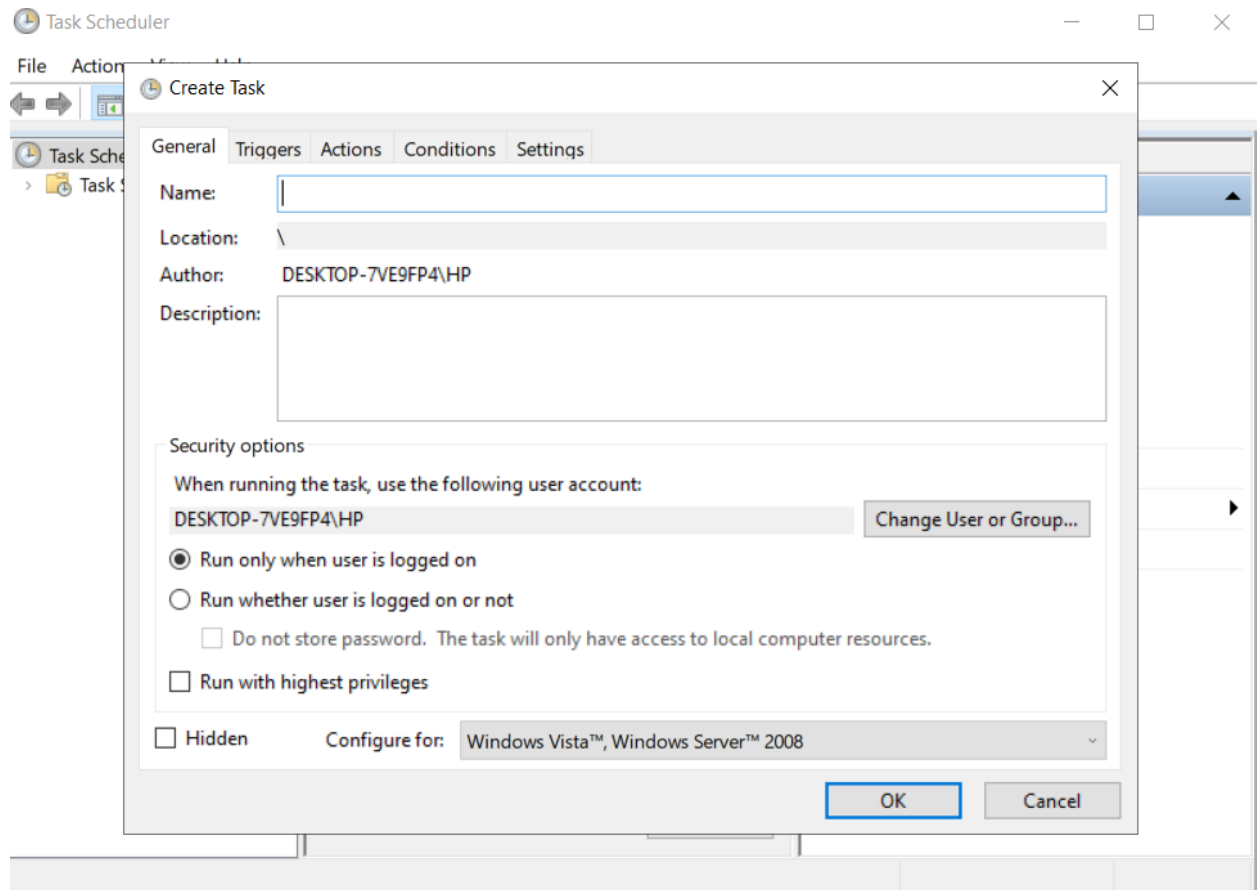 Task Scheduler
File Action
Create Task
General Triggers Actions Conditions Settings
Task Sche
Task S
Name:
Location: \
Author: DESKTOP-7VE9FP4\HP
Description:
Security options
When running the task, use the following user account:
DESKTOP-7VE9FP4\HP Change User or Group...
Run only when user is logged on
Run whether user is logged on or not
Do not store password. The task will only have access to local computer resources.
Run with highest privileges
Hidden Configure for: Windows Vista™, Windows Server™ 2008
OK Cancel